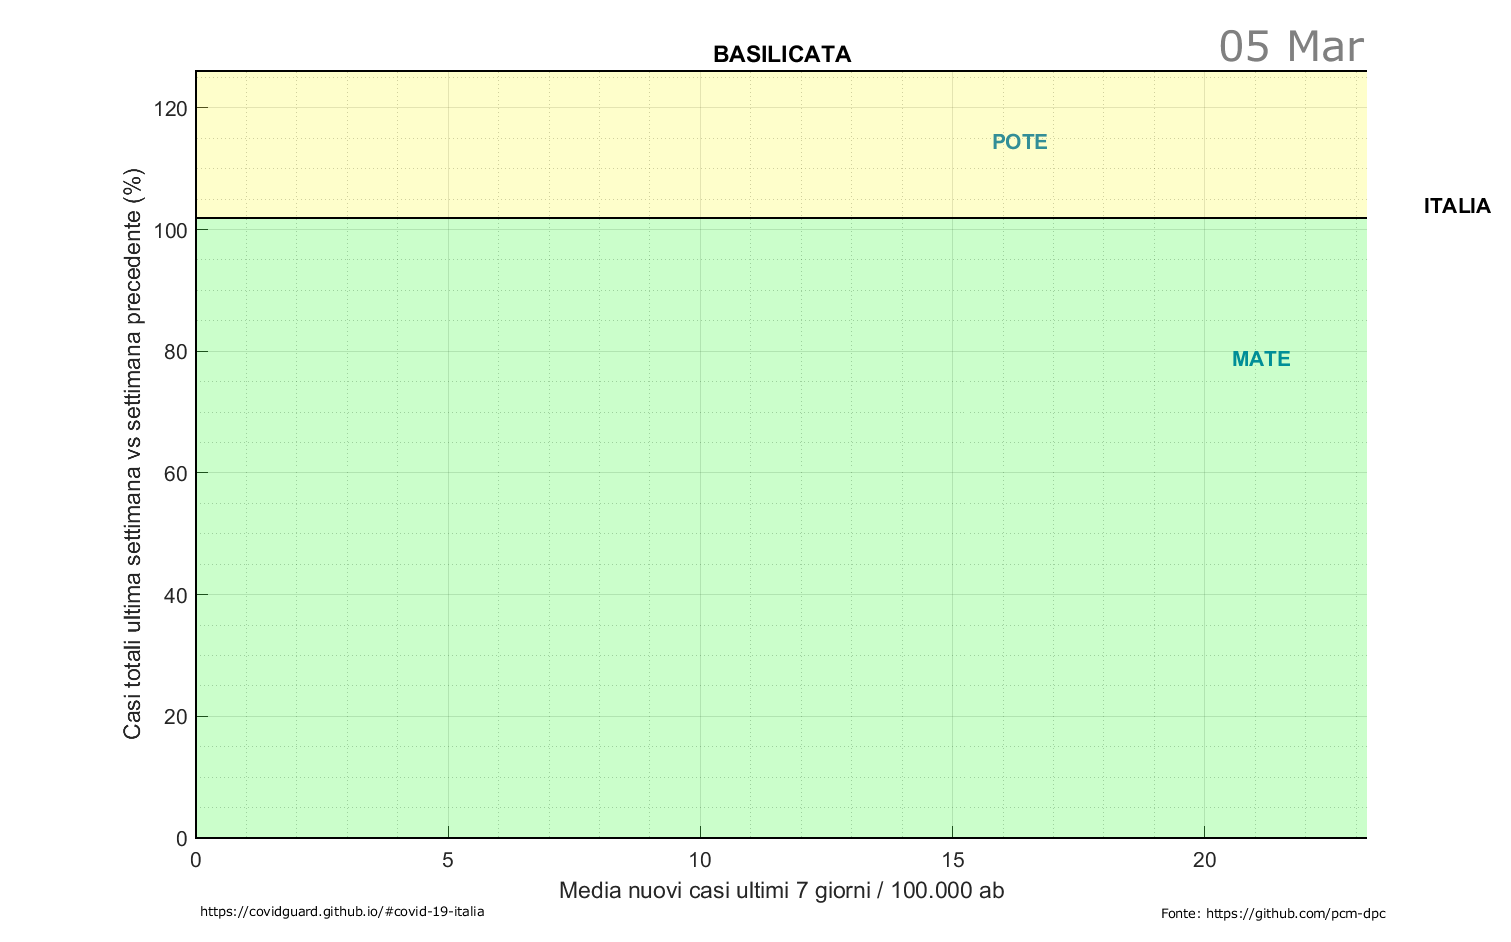 BASILICATA
05 Mar
120
100
80
60
40
20
0
Casi totali ultima settimana vs settimana precedente (%)
POTE
ITALIA
MATE
0 5 10 15 20
Media nuovi casi ultimi 7 giorni / 100.000 ab
https://covidguard.github.io/#covid-19-italia
Fonte: https://github.com/pcm-dpc